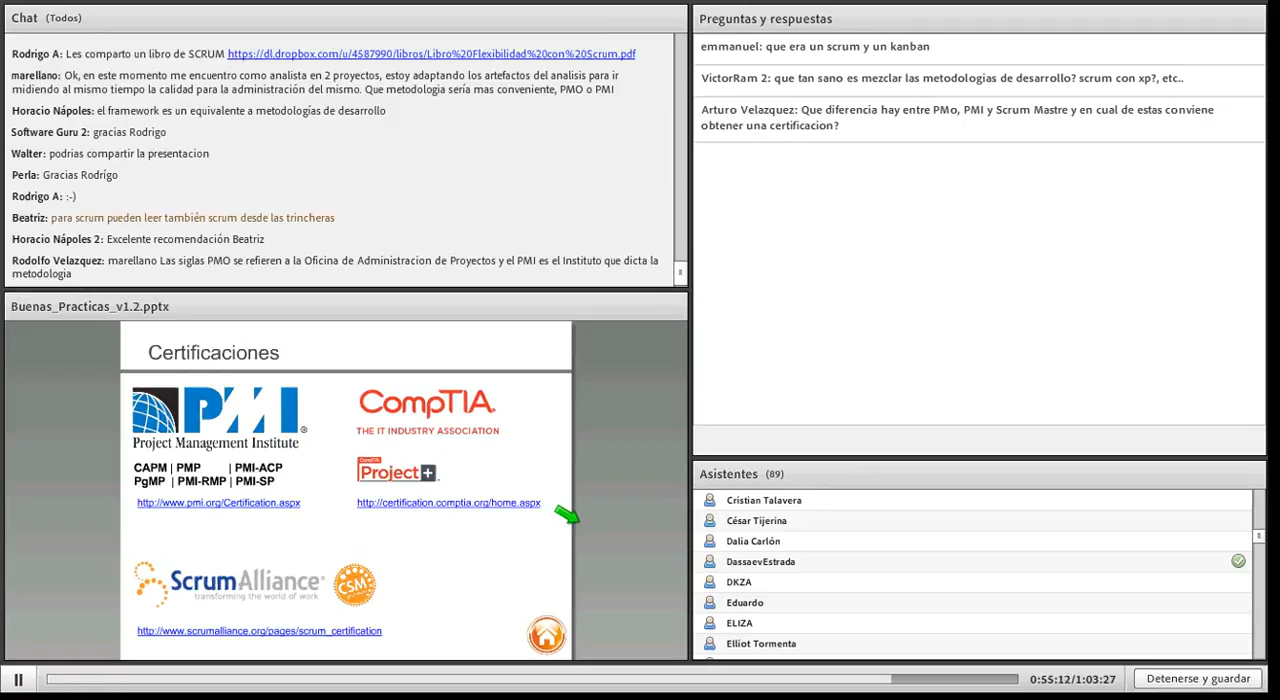 Chat (Todos)
Rodrigo A: Les comparto un libro de SCRUM https://dl.dropbox.com/u/4587990/libros/Libro%20Flexibilidad%20con%20Scrum.pdf
marellano: Ok, en este momento me encuentro como analista en 2 proyectos, estoy adaptando los artefactos del analisis para ir
midiendo al mismo tiempo la calidad para la administración del mismo. Que metodologia sería mas conveniente, PMO o PMI
Horacio Nápoles: el framework es un equivalente a metodologías de desarrollo
Software Guru 2: gracias Rodrigo
Walter: podrias compartir la presentacion
Perla: Gracias Rodrígo
Rodrigo A: :-)
Beatriz: para scrum pueden leer también scrum desde las trincheras
Horacio Nápoles 2: Excelente recomendación Beatriz
Rodolfo Velazquez: marellano Las siglas PMO se refieren a la Oficina de Administracion de Proyectos y el PMI es el Instituto que dicta la
metodologia
Buenas_Practicas_v1.2.pptx
Certificaciones
PMI®
Project Management Institute
CAPM | PMP | PMI-ACP
PgMP | PMI-RMP | PMI-SP
http://www.pmi.org/Certification.aspx
CompTIA.
THE IT INDUSTRY ASSOCIATION
CompTIA
Project+
http://certification.comptia.org/home.aspx
ScrumAlliance®
transforming the world of work
CSM
http://www.scrumalliance.org/pages/scrum_certification
Preguntas y respuestas
emmanuel: que era un scrum y un kanban
VictorRam 2: que tan sano es mezclar las metodologias de desarrollo? scrum con xp?, etc..
Arturo Velazquez: Que diferencia hay entre PMo, PMI y Scrum Mastre y en cual de estas conviene
obtener una certificacion?
Asistentes (89)
Cristian Talavera
César Tijerina
Dalia Carlón
DassaevEstrada
DKZA
Eduardo
ELIZA
Elliot Tormenta
0:55:12/1:03:27
Detenerse y guardar